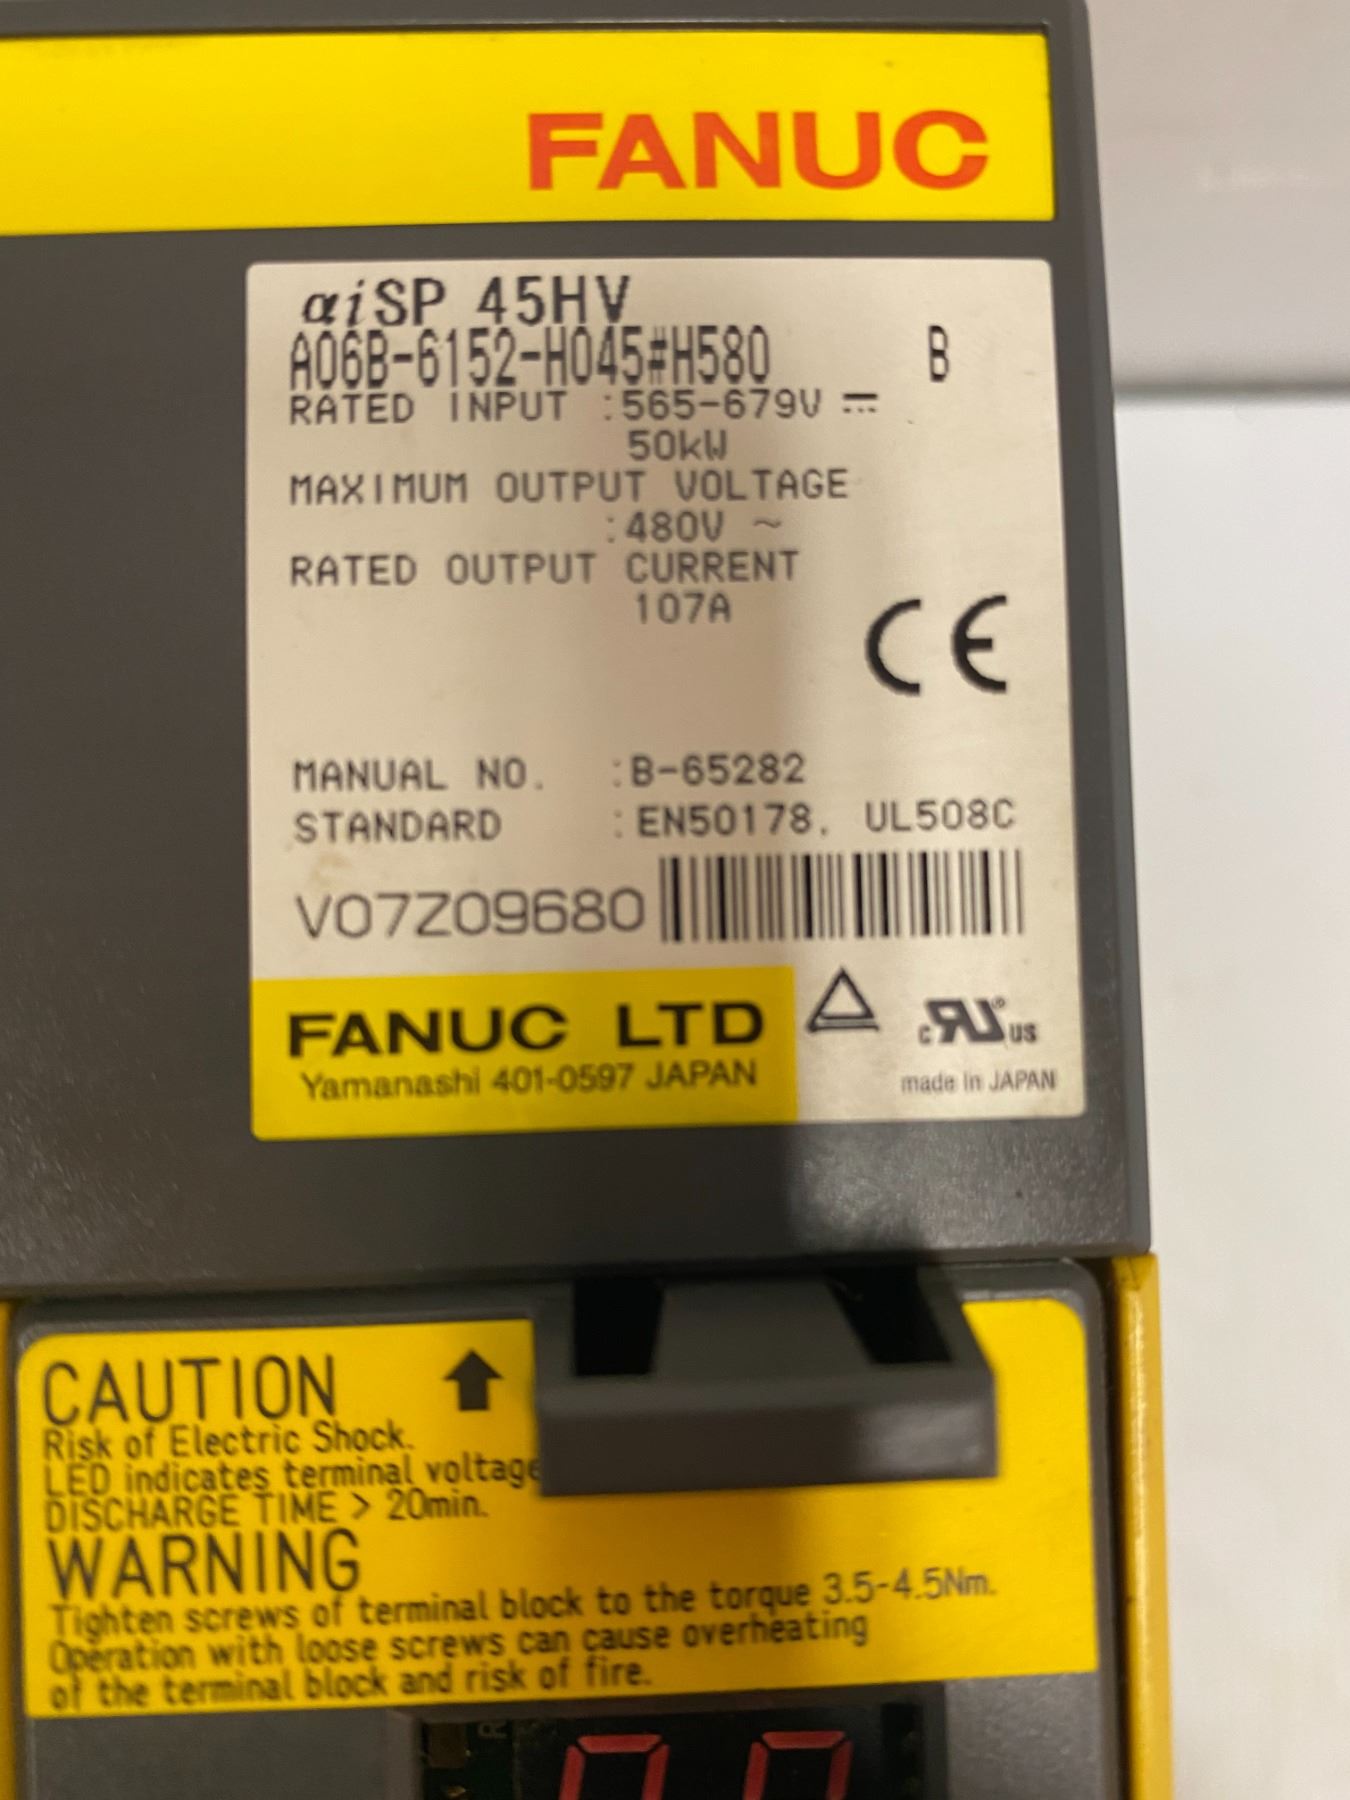 FANUC
αiSP 45HV
A06B-6152-H045#H580 B
RATED INPUT :565-679V ⎓
50kW
MAXIMUM OUTPUT VOLTAGE
:480V ~
RATED OUTPUT CURRENT
107A
CE
MANUAL NO. :B-65282
STANDARD :EN50178. UL508C
V07Z09680
FANUC LTD
Yamanashi 401-0597 JAPAN
c RU ® US
made in JAPAN
CAUTION
Risk of Electric Shock.
LED indicates terminal voltage
DISCHARGE TIME > 20min.
WARNING
Tighten screws of terminal block to the torque 3.5-4.5Nm.
Operation with loose screws can cause overheating
of the terminal block and risk of fire.